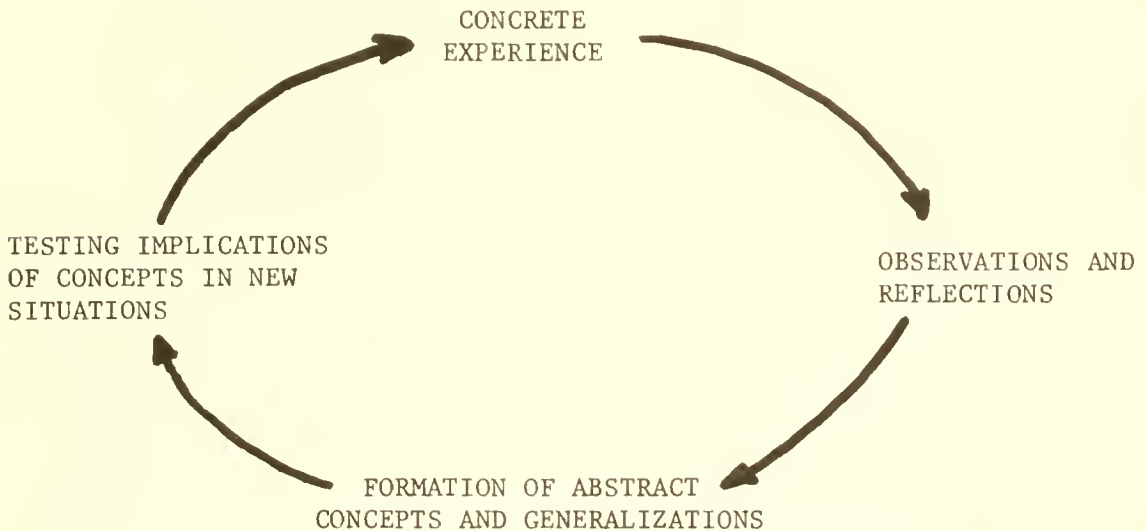 CONCRETE
EXPERIENCE
OBSERVATIONS AND
REFLECTIONS
FORMATION OF ABSTRACT
CONCEPTS AND GENERALIZATIONS
TESTING IMPLICATIONS
OF CONCEPTS IN NEW
SITUATIONS